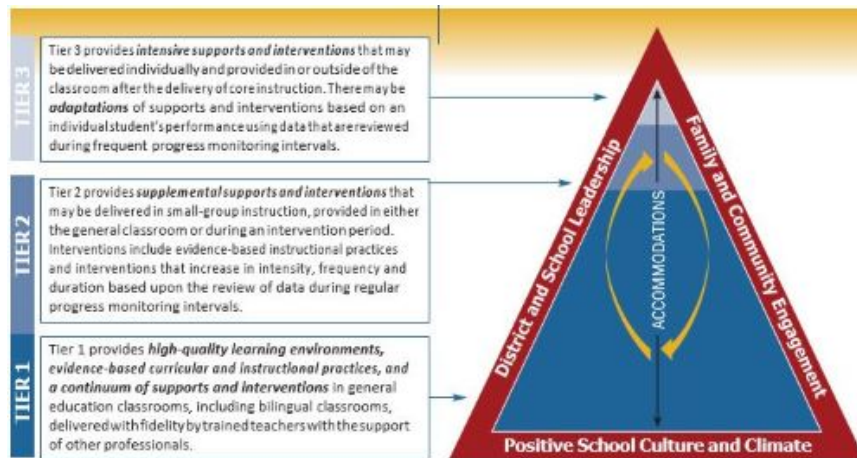 TIER 3
Tier 3 provides intensive supports and interventions that may
be delivered individually and provided in or outside of the
classroom after the delivery of core instruction. There may be
adaptations of supports and interventions based on an
individual student's performance using data that are reviewed
during frequent progress monitoring intervals.
TIER 2
Tier 2 provides supplemental supports and interventions that
may be delivered in small-group instruction, provided in either
the general classroom or during an intervention period.
Interventions include evidence-based instructional practices
and interventions that increase in intensity, frequency and
duration based upon the review of data during regular
progress monitoring intervals.
TIER 1
Tier 1 provides high-quality learning environments,
evidence-based curricular and instructional practices, and
a continuum of supports and interventions in general
education classrooms, including bilingual classrooms,
delivered with fidelity by trained teachers with the support
of other professionals.
District and School Leadership
ACCOMMODATIONS
Family and Community Engagement
Positive School Culture and Climate